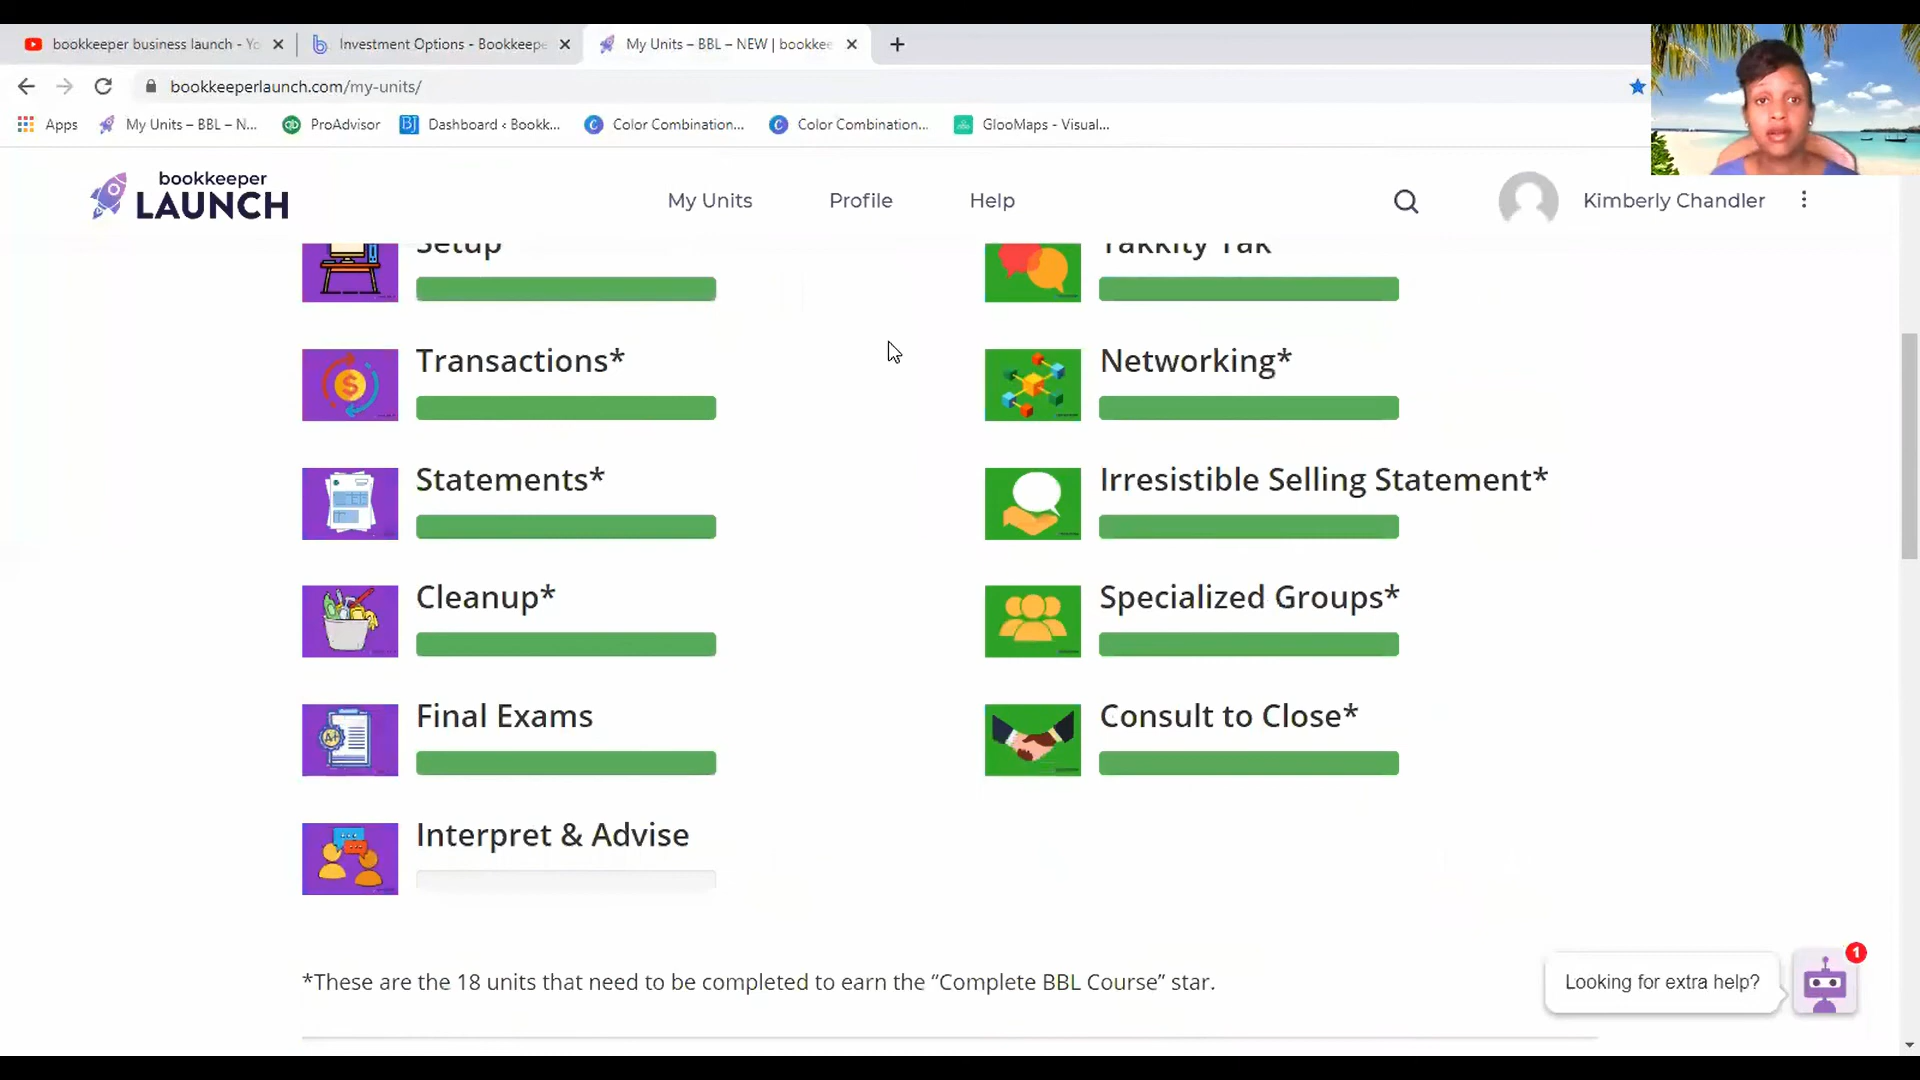 bookkeeper business launch - Yo
Investment Options - Bookkeepe
My Units – BBL – NEW | bookkee
bookkeeperlaunch.com/my-units/
Apps
My Units – BBL – N...
ProAdvisor
Dashboard ‹ Bookk...
Color Combination...
Color Combination...
GlooMaps - Visual...
bookkeeper
LAUNCH
My Units
Profile
Help
Kimberly Chandler
Setup
Yakkity Yak
Transactions*
Networking*
Statements*
Irresistible Selling Statement*
Cleanup*
Specialized Groups*
Final Exams
Consult to Close*
Interpret & Advise
*These are the 18 units that need to be completed to earn the “Complete BBL Course” star.
Looking for extra help?
1